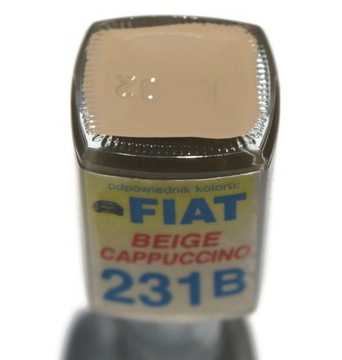 odpowiednik koloru:
FIAT
BEIGE
CAPPUCCINO
231B